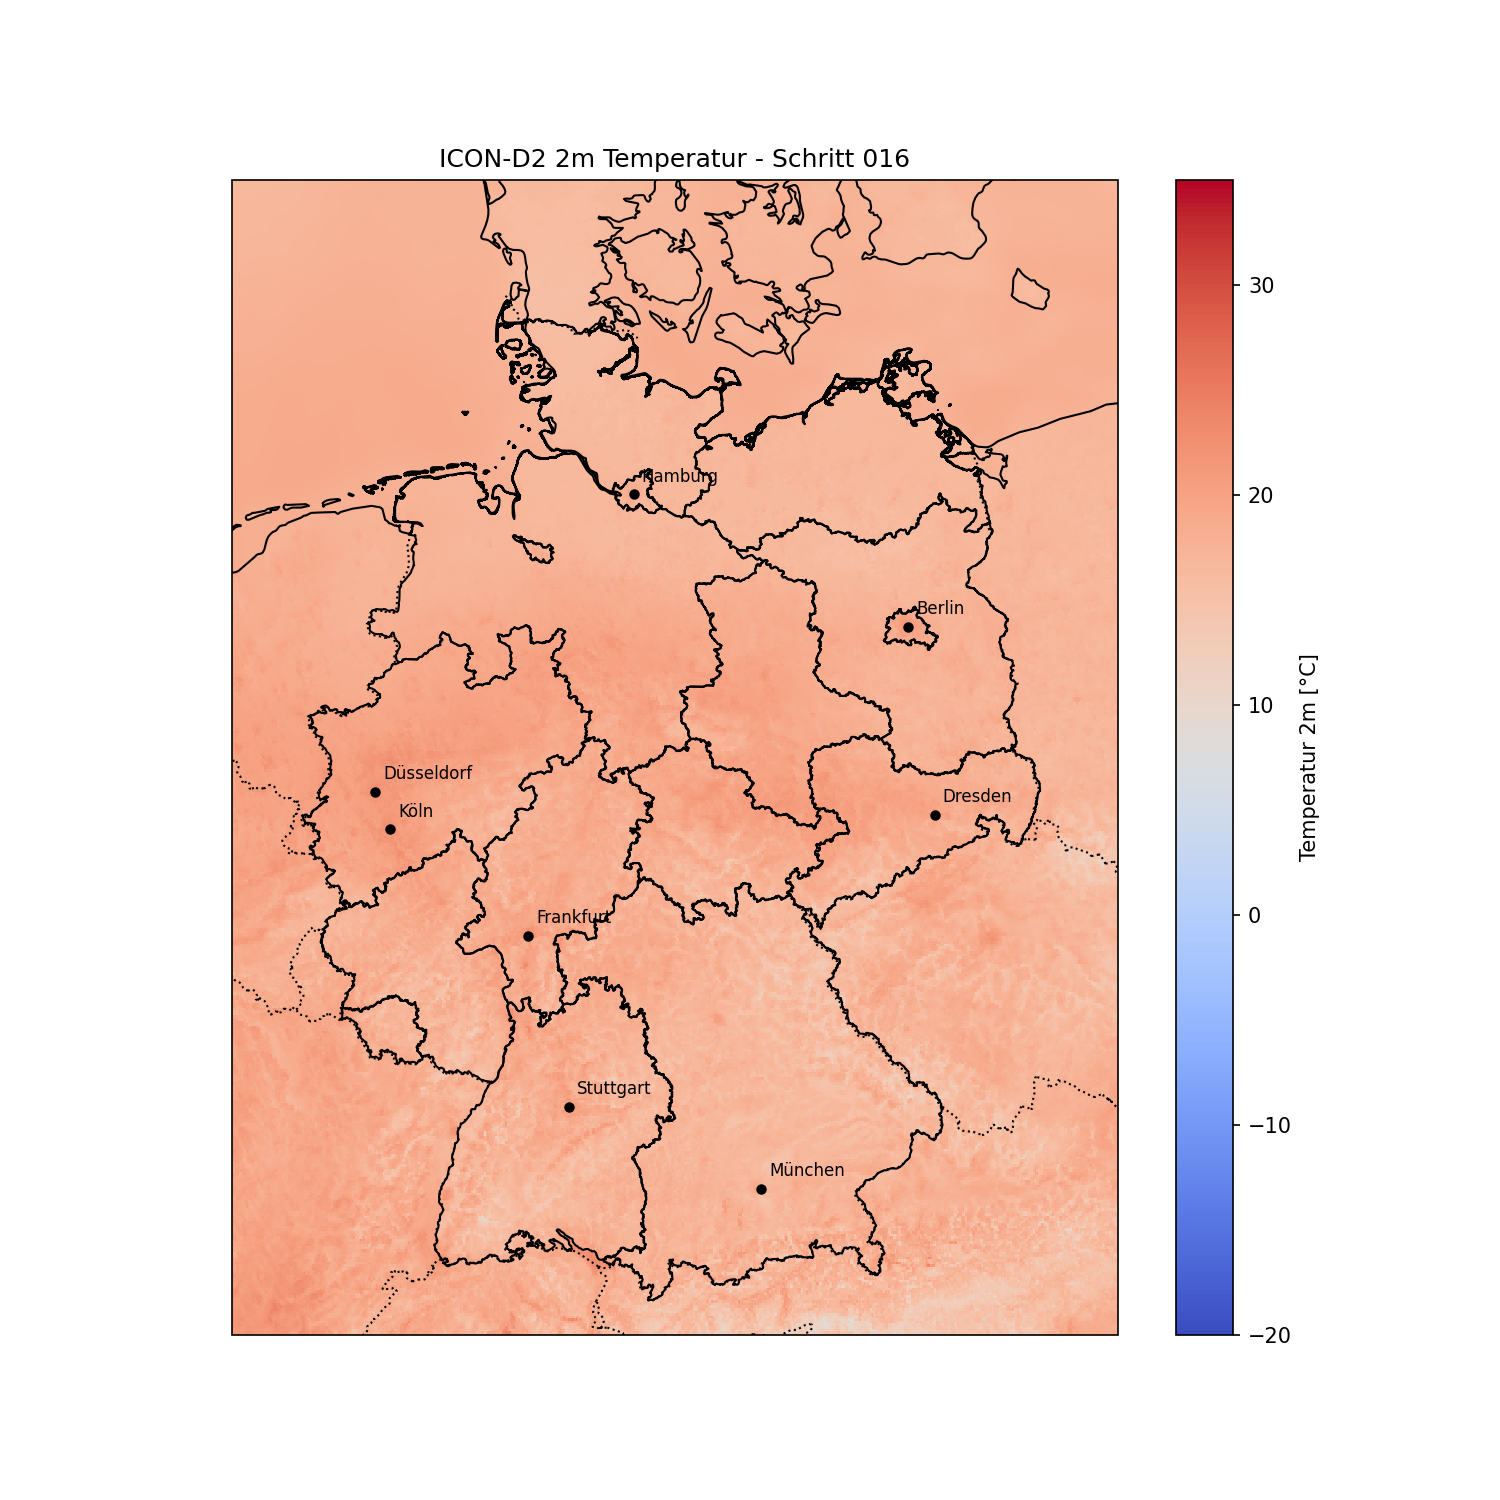 ICON-D2 2m Temperatur - Schritt 016
Hamburg
Berlin
Düsseldorf
Köln
Dresden
Frankfurt
Stuttgart
München
30
20
10
0
−10
−20
Temperatur 2m [°C]